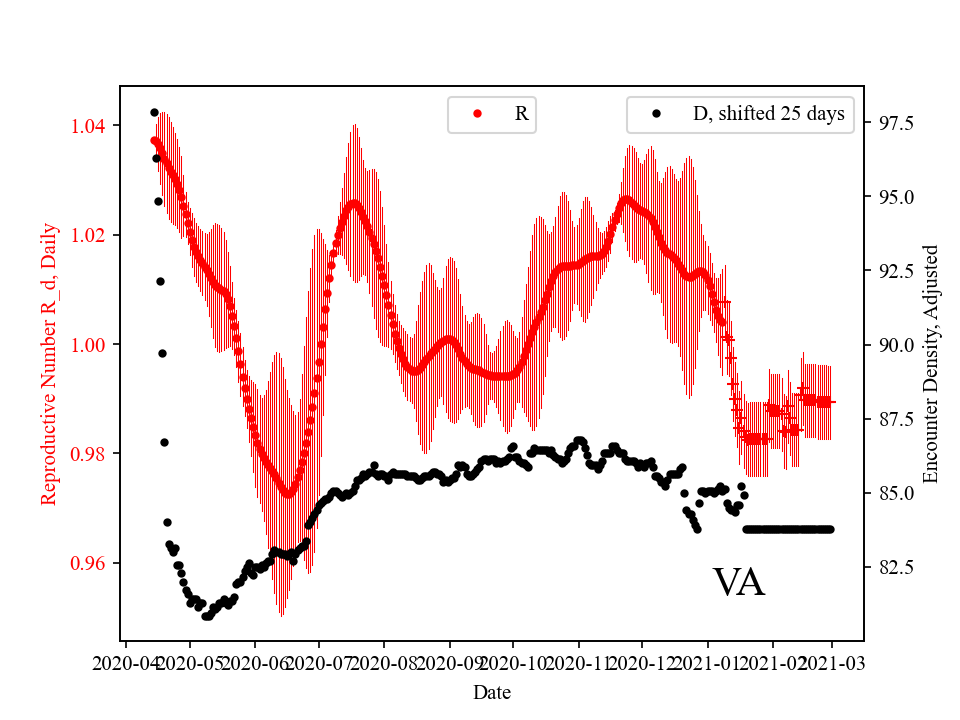 R
D, shifted 25 days
1.04
1.02
1.00
0.98
0.96
Reproductive Number R_d, Daily
97.5
95.0
92.5
90.0
87.5
85.0
82.5
Encounter Density, Adjusted
VA
2020-04 2020-05 2020-06 2020-07 2020-08 2020-09 2020-10 2020-11 2020-12 2021-01 2021-02 2021-03
Date